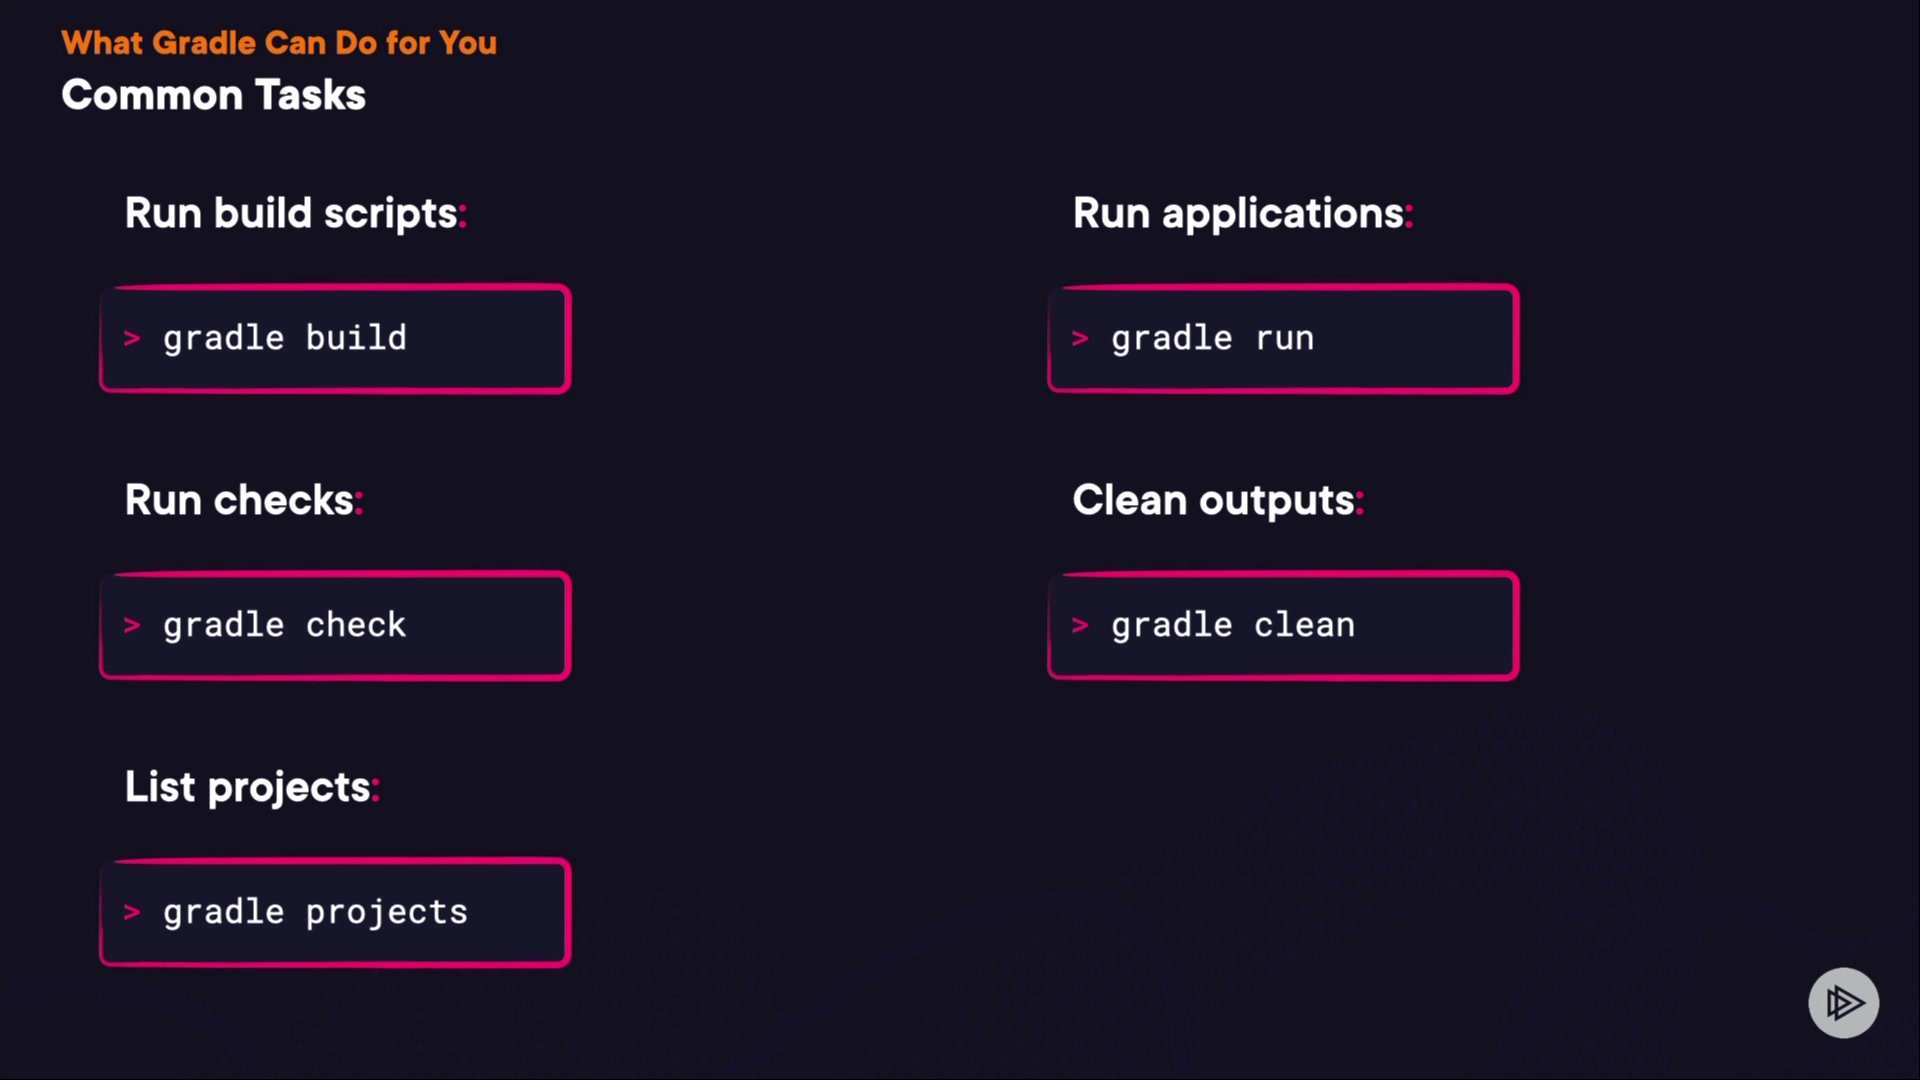 What Gradle Can Do for You
Common Tasks
Run build scripts:
> gradle build
Run applications:
> gradle run
Run checks:
> gradle check
Clean outputs:
> gradle clean
List projects:
> gradle projects